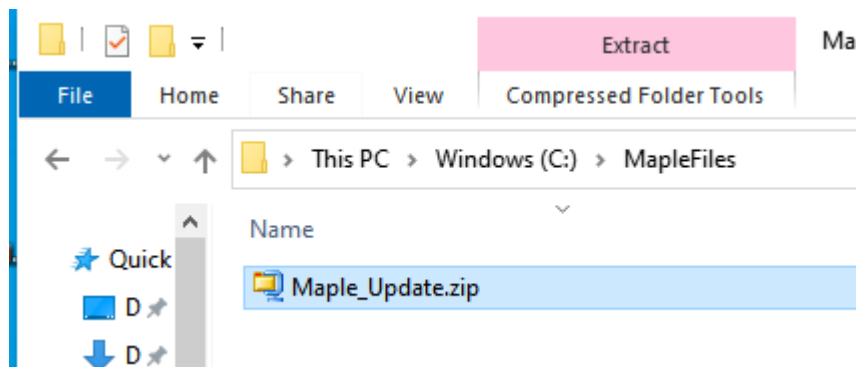 Extract Ma
File Home Share View Compressed Folder Tools
This PC Windows (C:) MapleFiles
Name
Quick
Maple_Update.zip
D
D